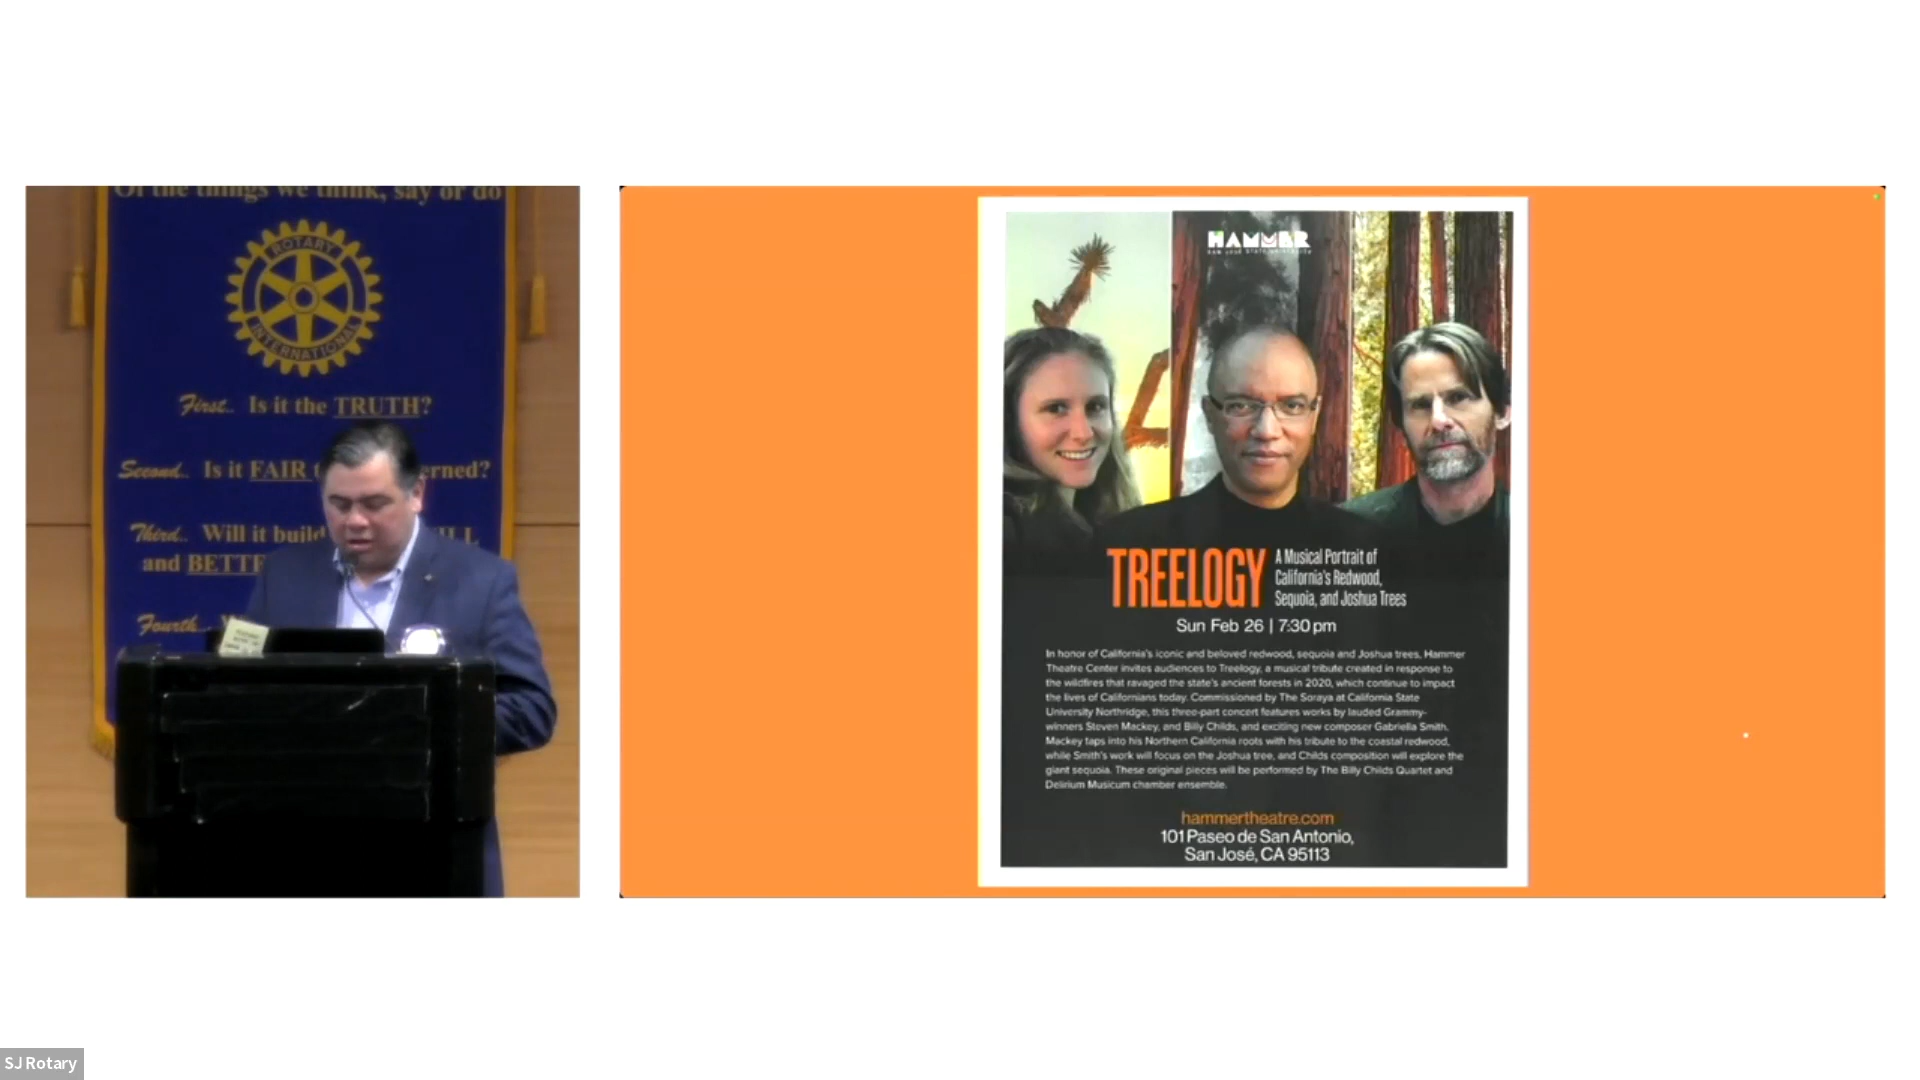 Of the things we think, say or do
ROTARY
INTERNATIONAL
First.. Is it the TRUTH?
Second.. Is it FAIR erned?
Third.. Will it build ILL
and BETTE
Fourth..
HAMMER
SAN JOSÉ STATE UNIVERSITY
TREELOGY
A Musical Portrait of
California's Redwood,
Sequoia, and Joshua Trees
Sun Feb 26 | 7:30 pm
In honor of California's iconic and beloved redwood, sequoia and Joshua trees, Hammer
Theatre Center invites audiences to Treelogy, a musical tribute created in response to
the wildfires that ravaged the state's ancient forests in 2020, which continue to impact
the lives of Californians today. Commissioned by The Soraya at California State
University Northridge, this three-part concert features works by lauded Grammy-
winners Steven Mackey, and Billy Childs, and exciting new composer Gabriella Smith.
Mackey taps into his Northern California roots with his tribute to the coastal redwood,
while Smith's work will focus on the Joshua tree, and Childs composition will explore the
giant sequoia. These original pieces will be performed by The Billy Childs Quartet and
Delirium Musicum chamber ensemble.
hammertheatre.com
101 Paseo de San Antonio,
San José, CA 95113
SJ Rotary